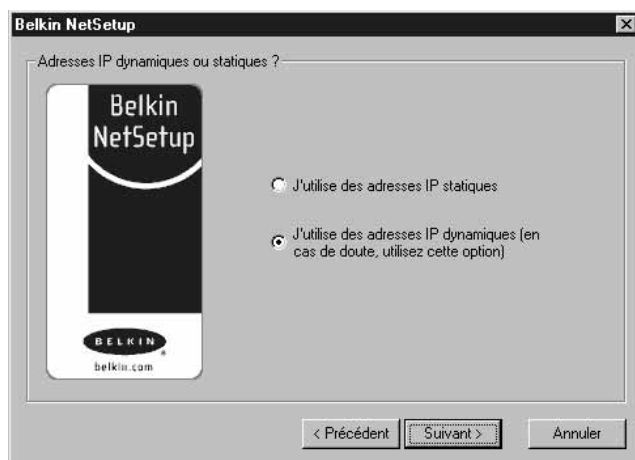 Belkin NetSetup
Adresses IP dynamiques ou statiques ?
Belkin
NetSetup
J'utilise des adresses IP statiques
J'utilise des adresses IP dynamiques (en
cas de doute, utilisez cette option)
BELKIN
belkin.com
< Précédent
Suivant >
Annuler